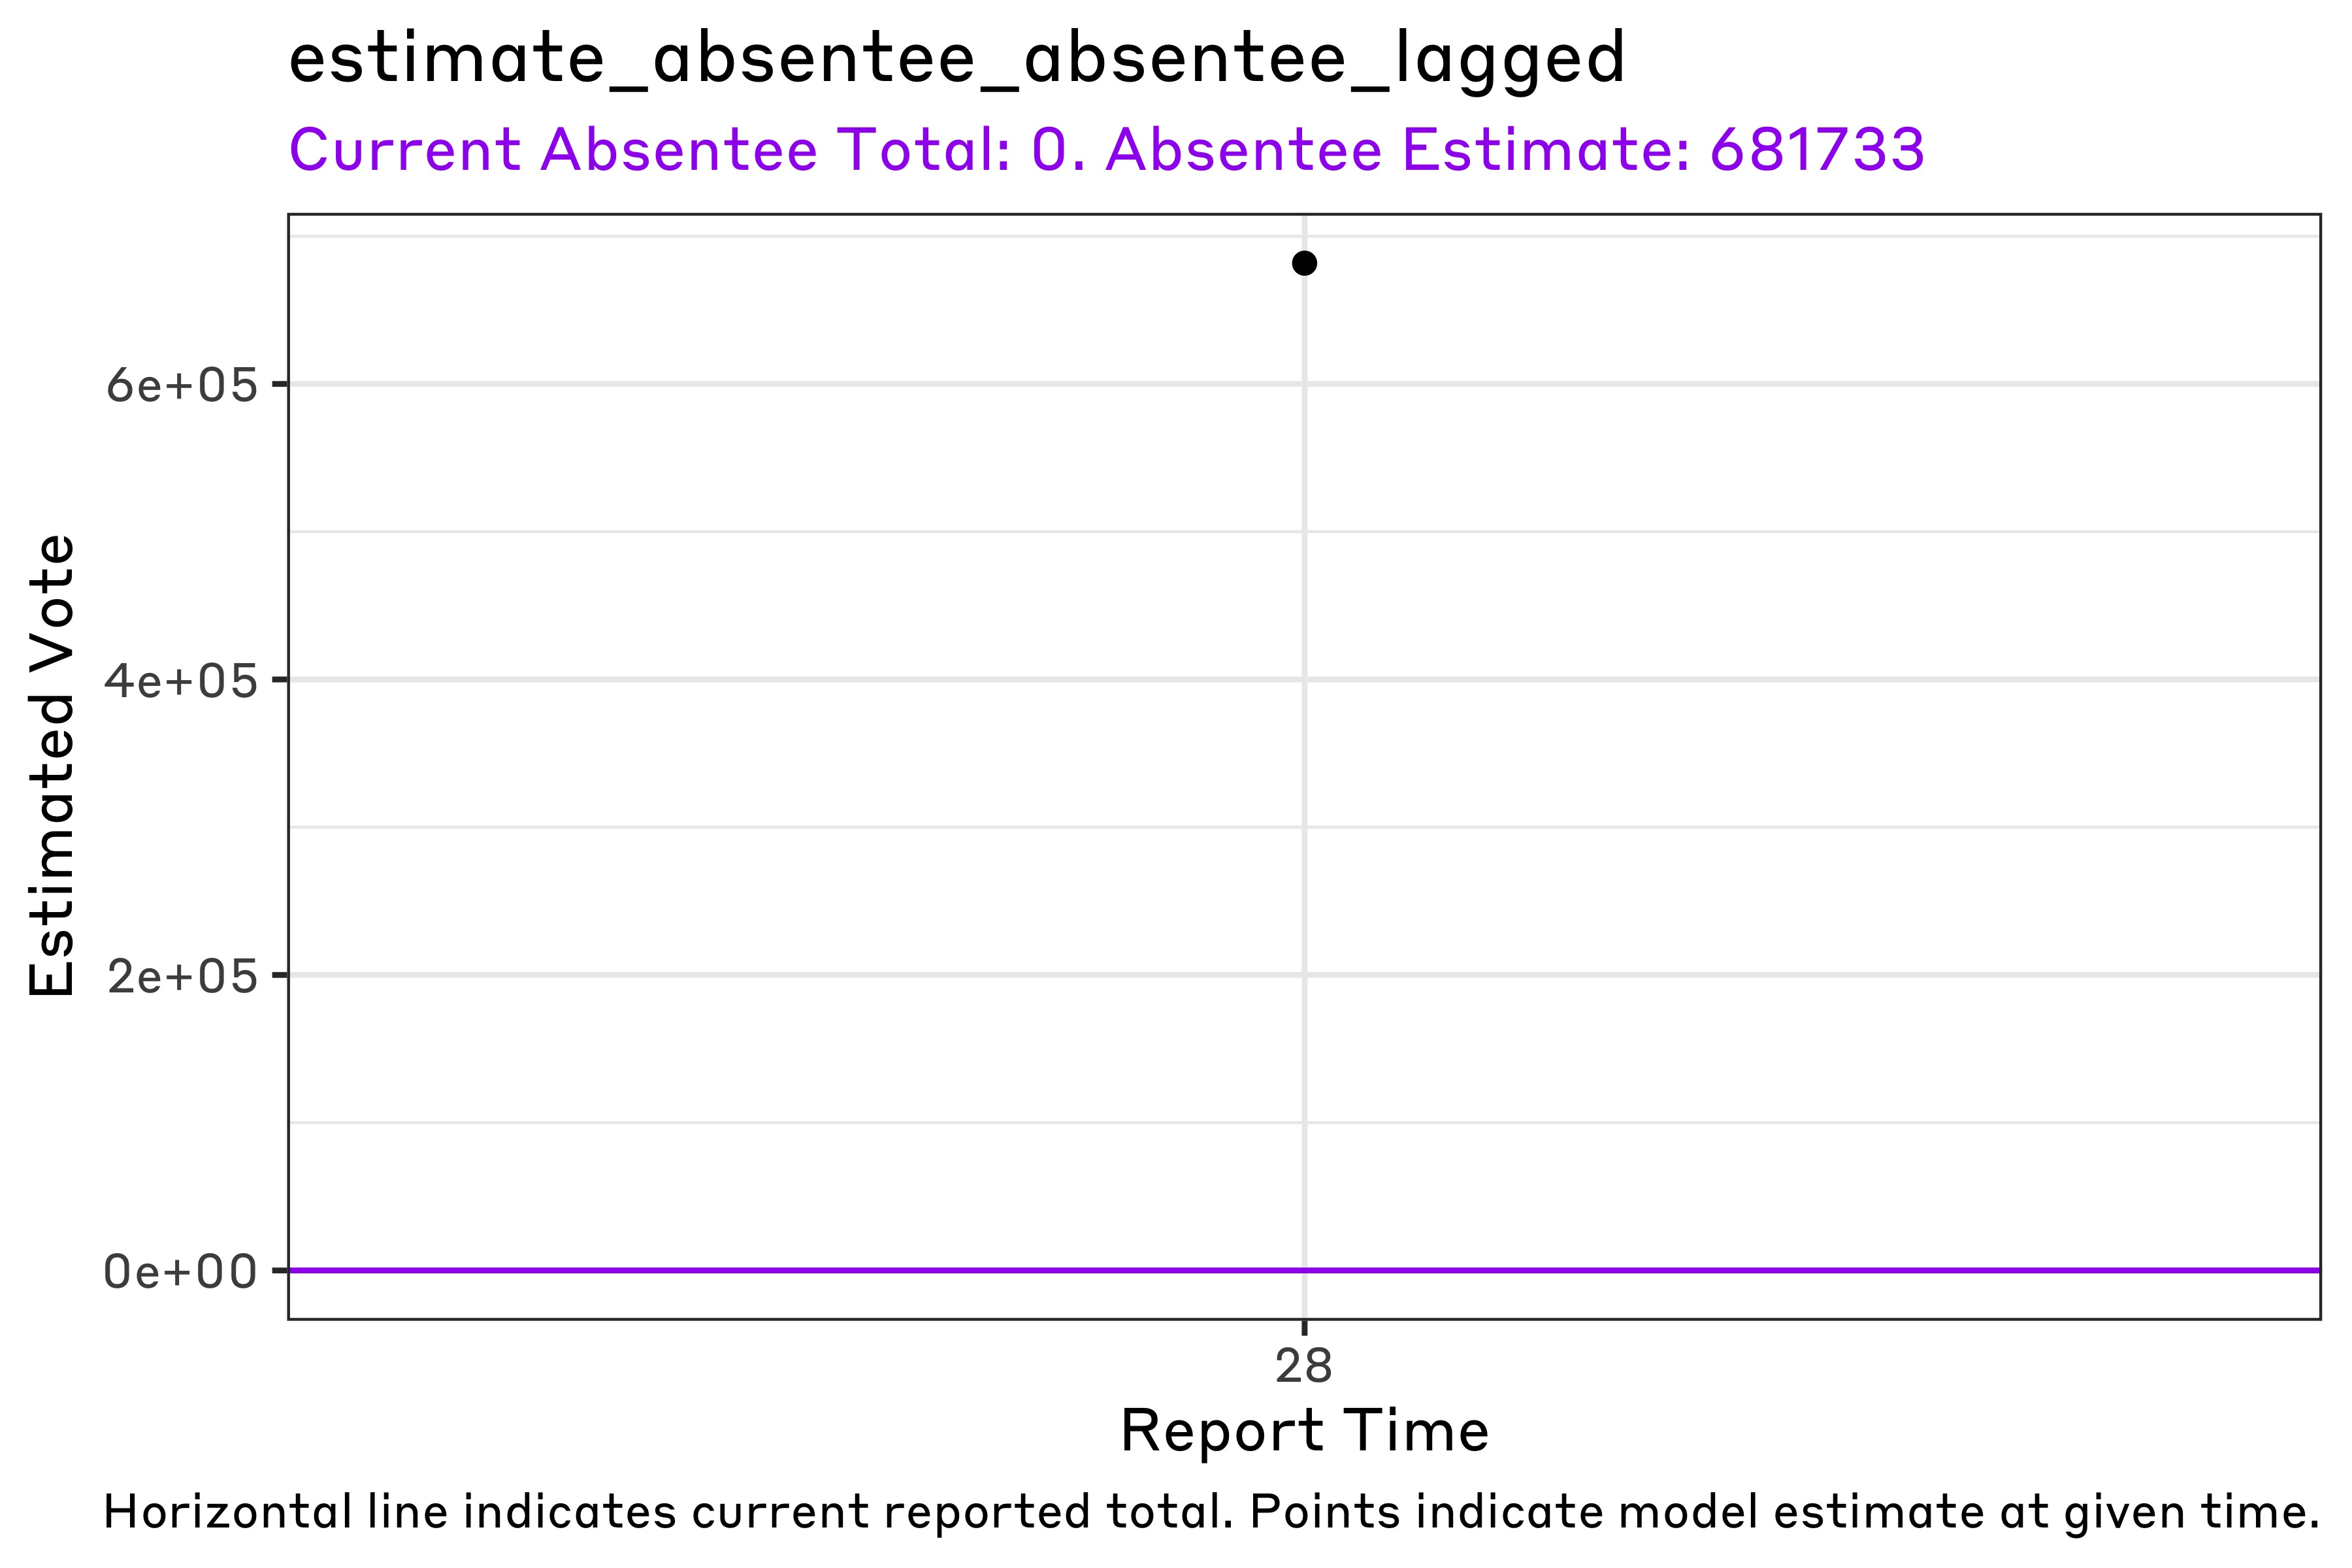 estimate_absentee_absentee_lagged
Current Absentee Total: 0. Absentee Estimate: 681733
Estimated Vote
6e+05
4e+05
2e+05
0e+00
28
Report Time
Horizontal line indicates current reported total. Points indicate model estimate at given time.